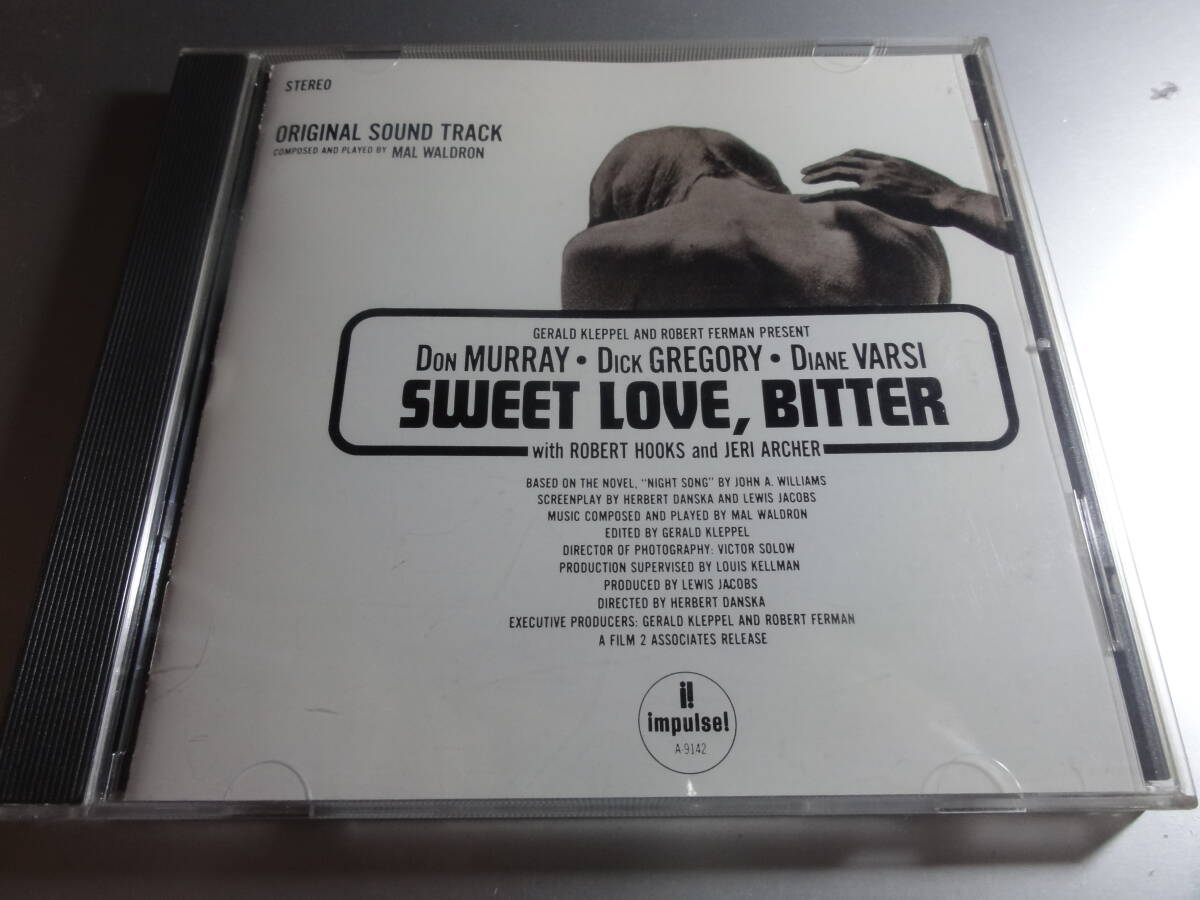 STEREO
ORIGINAL SOUND TRACK
COMPOSED AND PLAYED BY MAL WALDRON
GERALD KLEPPEL AND ROBERT FERMAN PRESENT
DON MURRAY • DICK GREGORY • DIANE VARSI
SWEET LOVE, BITTER
with ROBERT HOOKS and JERI ARCHER
BASED ON THE NOVEL, "NIGHT SONG" BY JOHN A. WILLIAMS
SCREENPLAY BY HERBERT DANSKA AND LEWIS JACOBS
MUSIC COMPOSED AND PLAYED BY MAL WALDRON
EDITED BY GERALD KLEPPEL
DIRECTOR OF PHOTOGRAPHY: VICTOR SOLOW
PRODUCTION SUPERVISED BY LOUIS KELLMAN
PRODUCED BY LEWIS JACOBS
DIRECTED BY HERBERT DANSKA
EXECUTIVE PRODUCERS: GERALD KLEPPEL AND ROBERT FERMAN
A FILM 2 ASSOCIATES RELEASE
i!
impulse!
A-9142